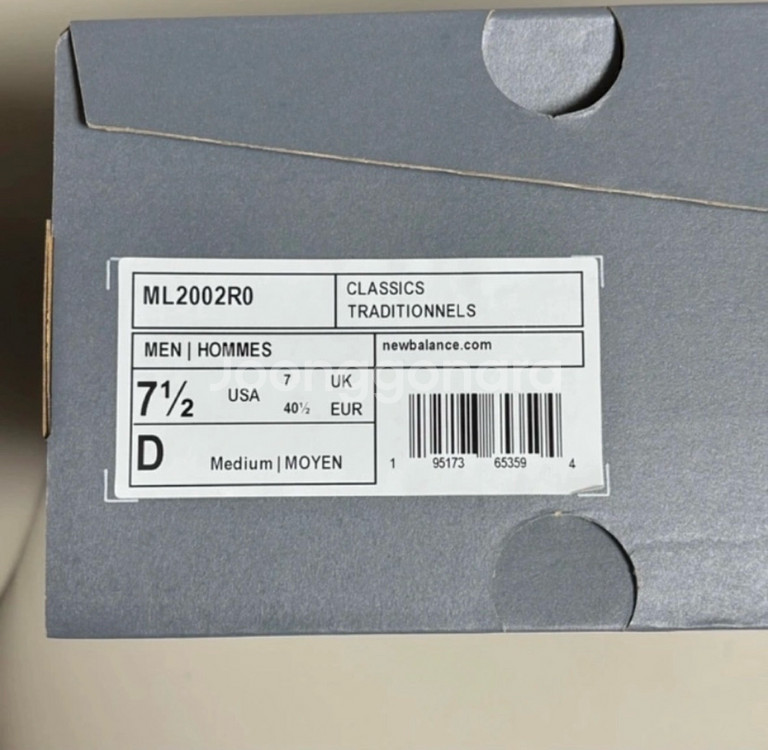 ML2002R0
CLASSICS
TRADITIONNELS
MEN | HOMMES
newbalance.com
7½ USA 7 UK
40½ EUR
D Medium | MOYEN
1 95173 65359 4
Joonggonara